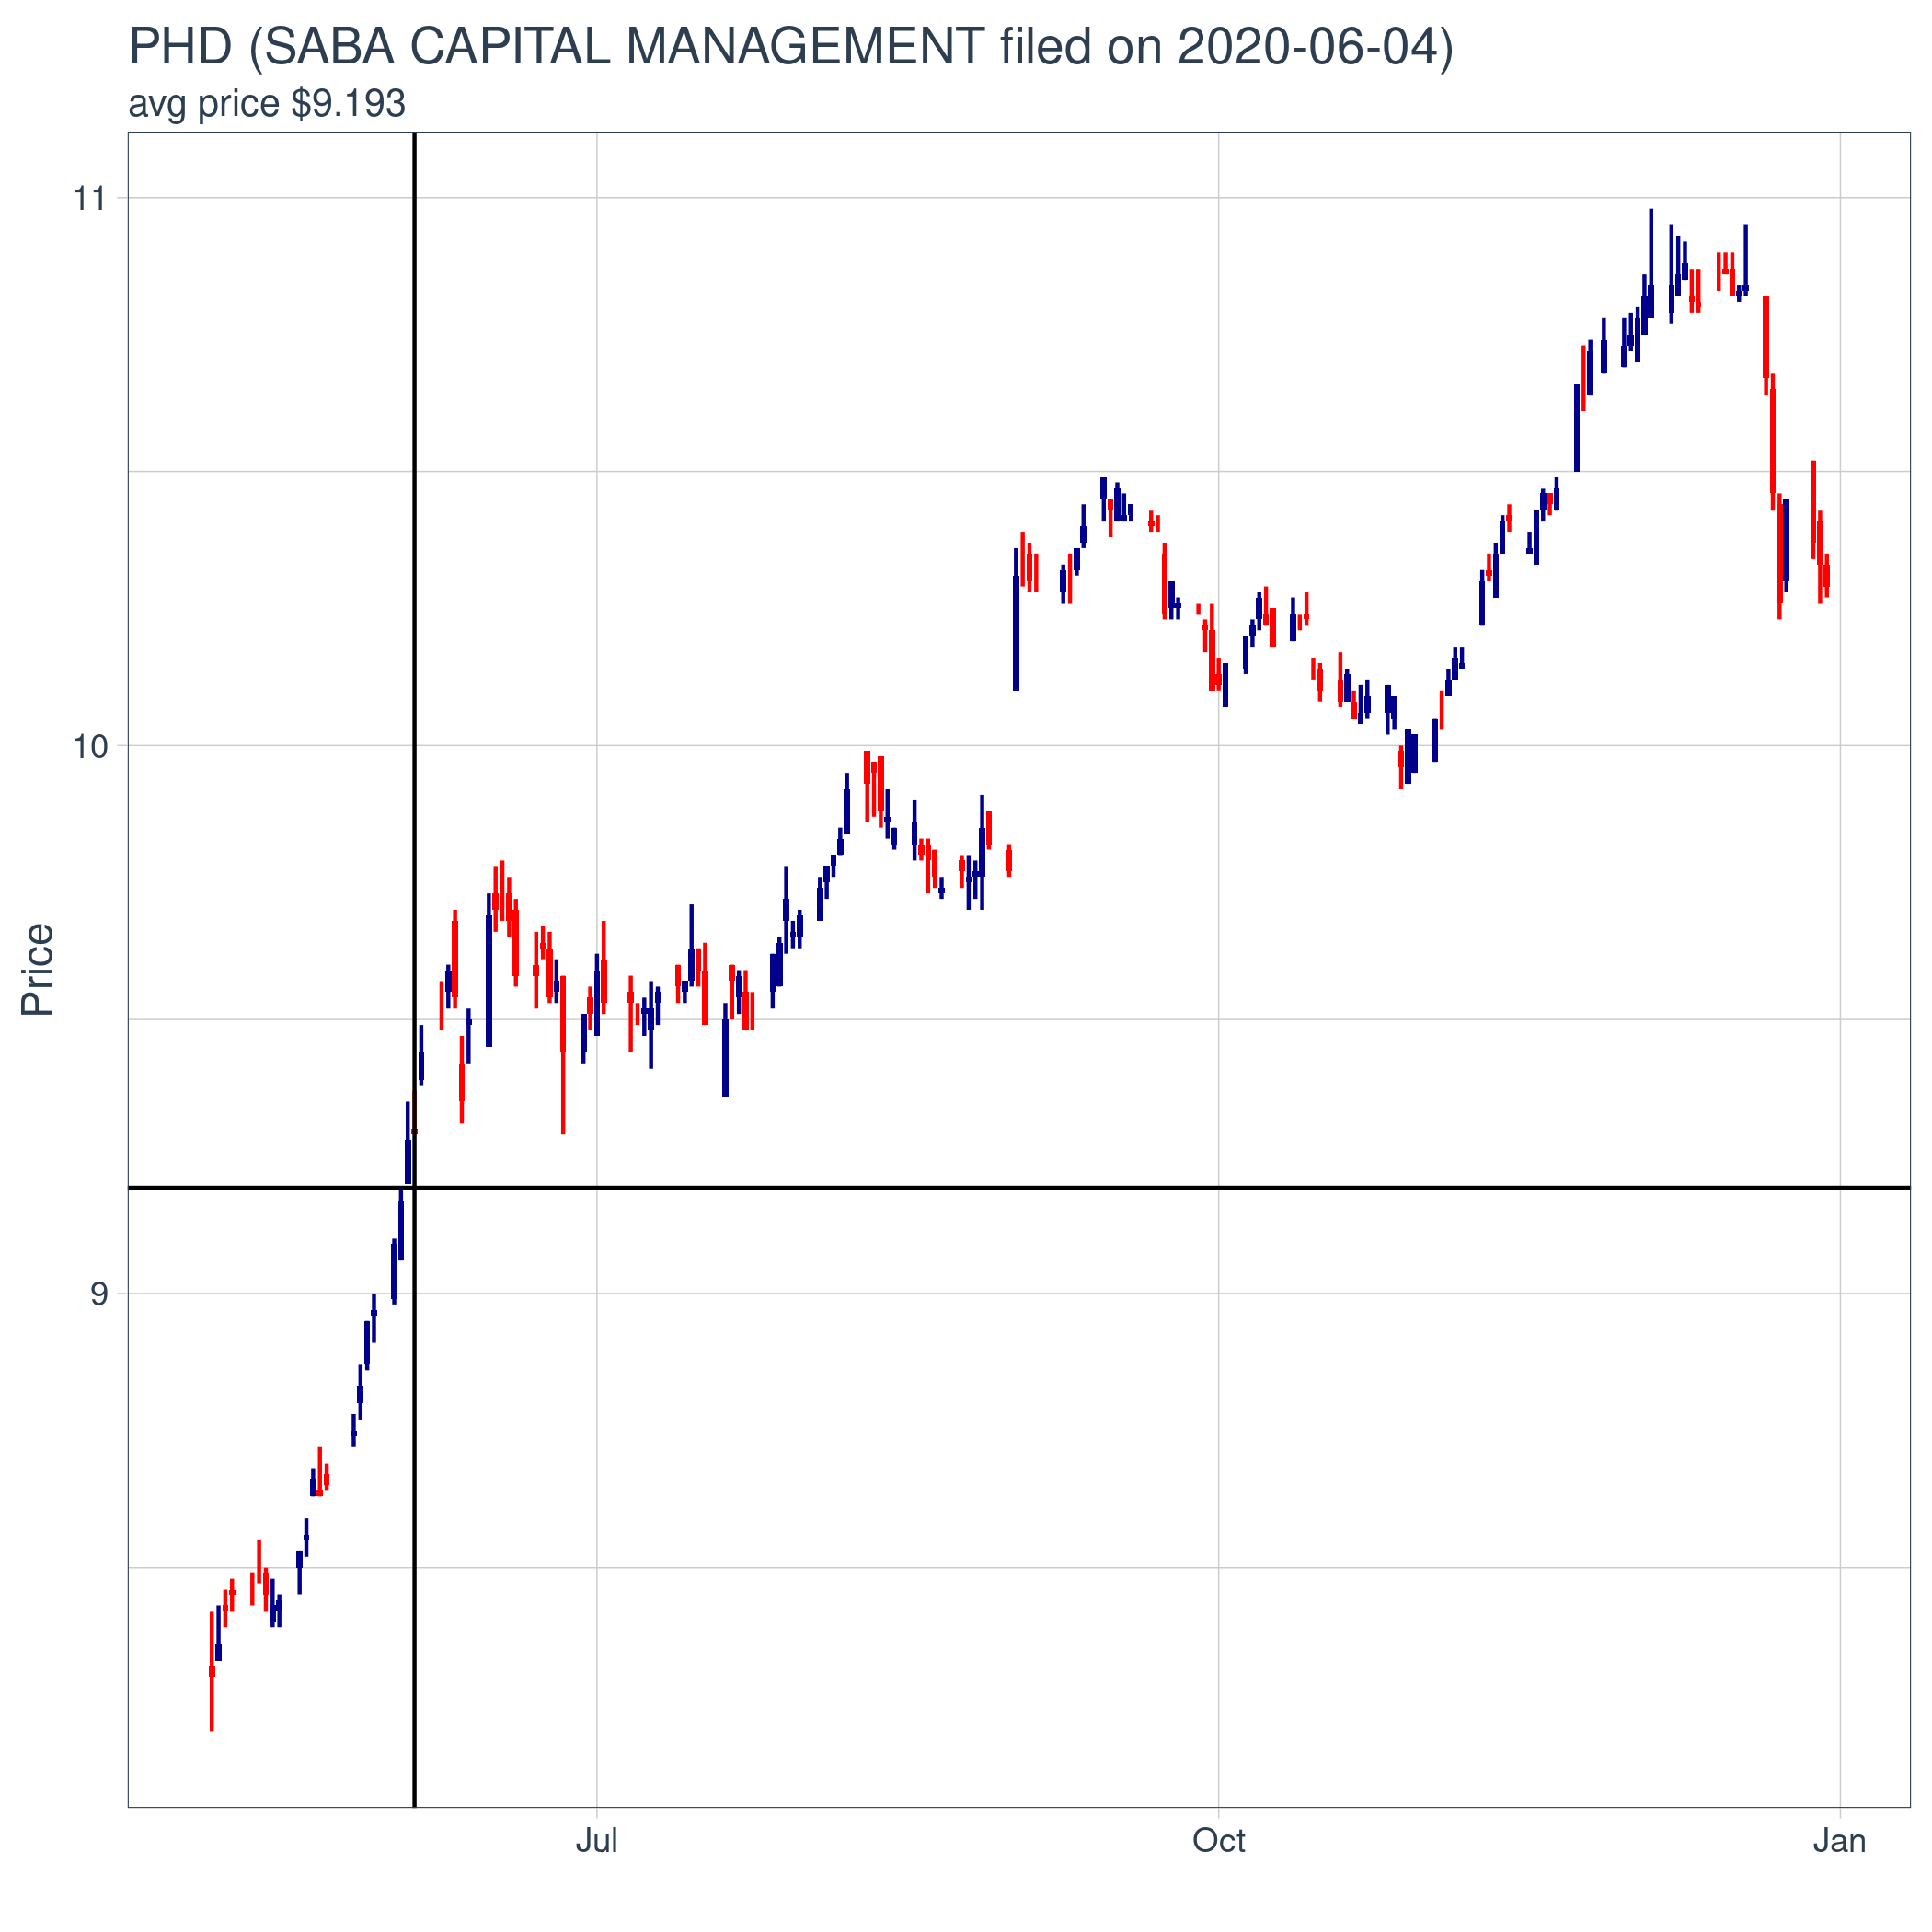 PHD (SABA CAPITAL MANAGEMENT filed on 2020-06-04)
avg price $9.193
11
10
9
Price
Jul Oct Jan